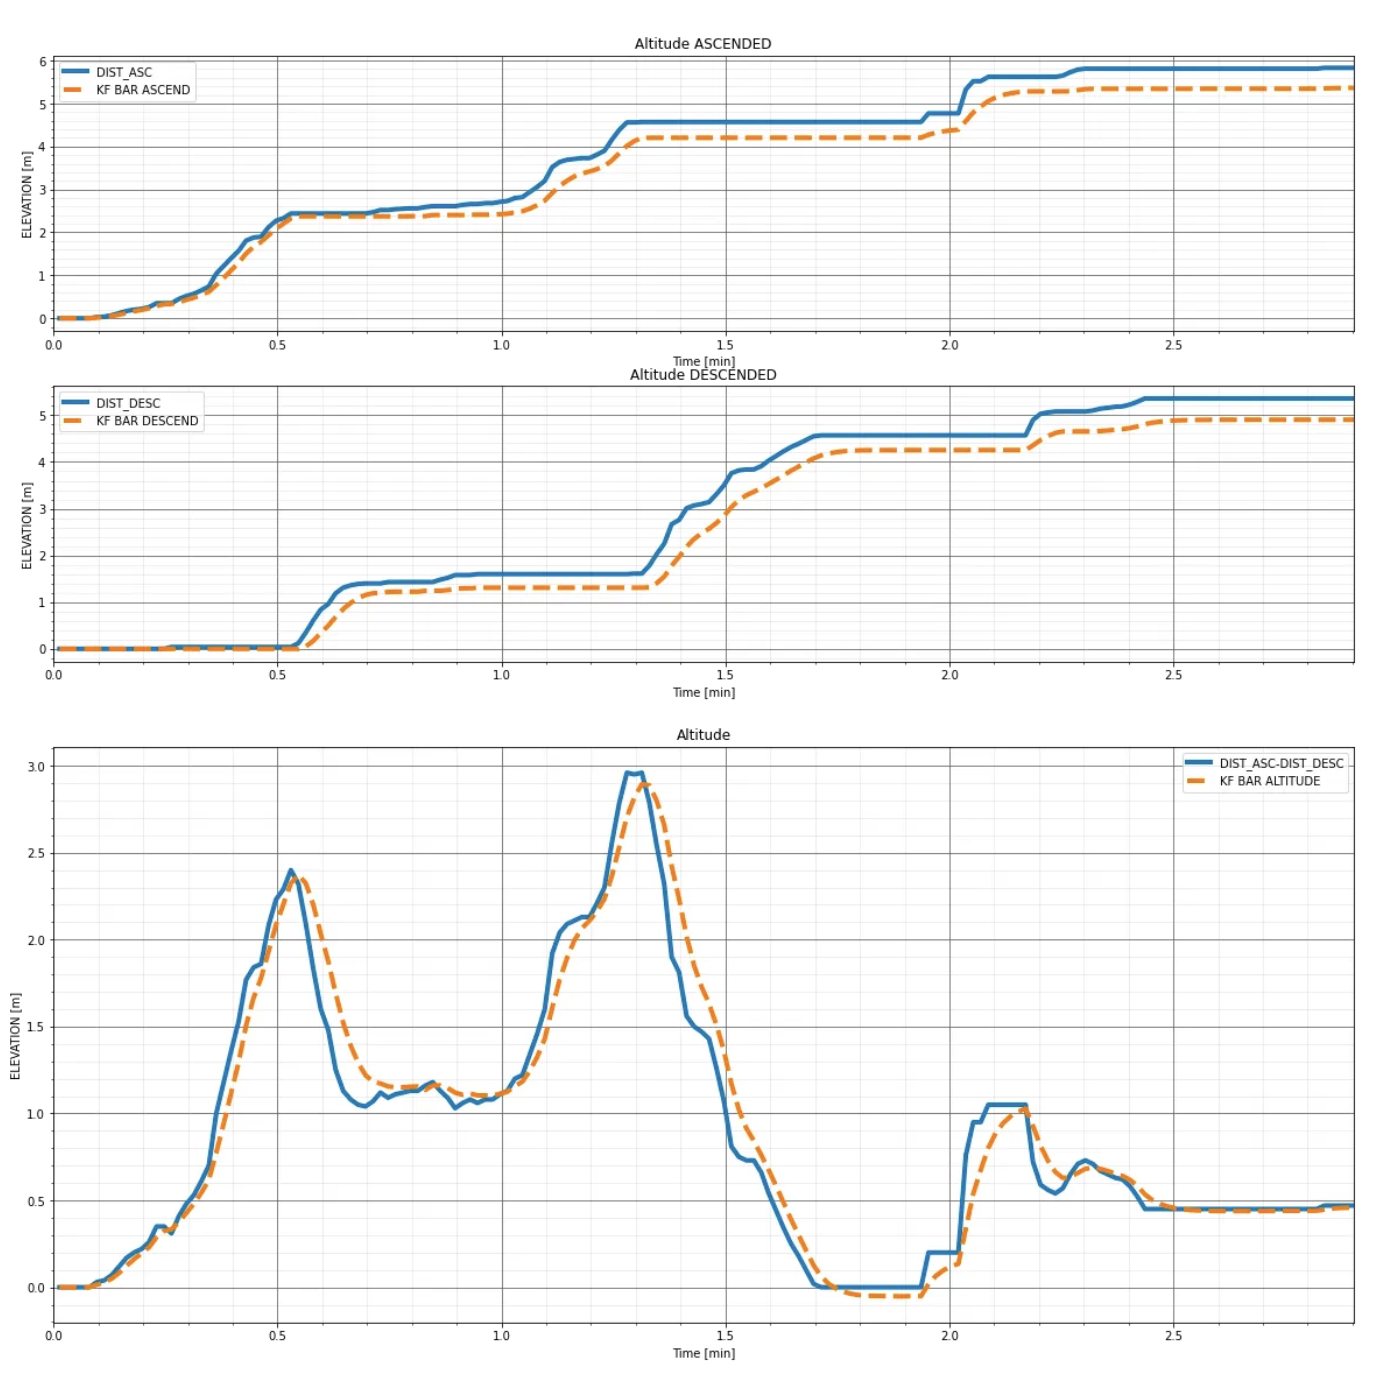 Altitude ASCENDED
DIST_ASC
KF BAR ASCEND
ELEVATION [m]
6
5
4
3
2
1
0
0.0 0.5 1.0 1.5 2.0 2.5
Time [min]
Altitude DESCENDED
DIST_DESC
KF BAR DESCEND
ELEVATION [m]
5
4
3
2
1
0
0.0 0.5 1.0 1.5 2.0 2.5
Time [min]
Altitude
DIST_ASC-DIST_DESC
KF BAR ALTITUDE
ELEVATION [m]
3.0
2.5
2.0
1.5
1.0
0.5
0.0
0.0 0.5 1.0 1.5 2.0 2.5
Time [min]